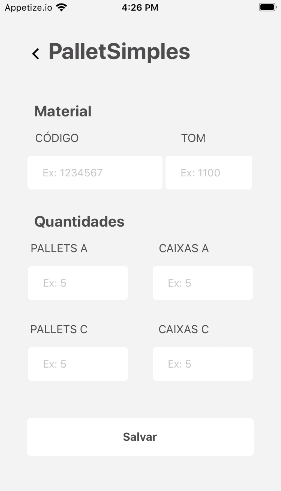 Appetize.io 4:26 PM
PalletSimples
Material
CÓDIGO TOM
Ex: 1234567 Ex: 1100
Quantidades
PALLETS A CAIXAS A
Ex: 5 Ex: 5
PALLETS C CAIXAS C
Ex: 5 Ex: 5
Salvar